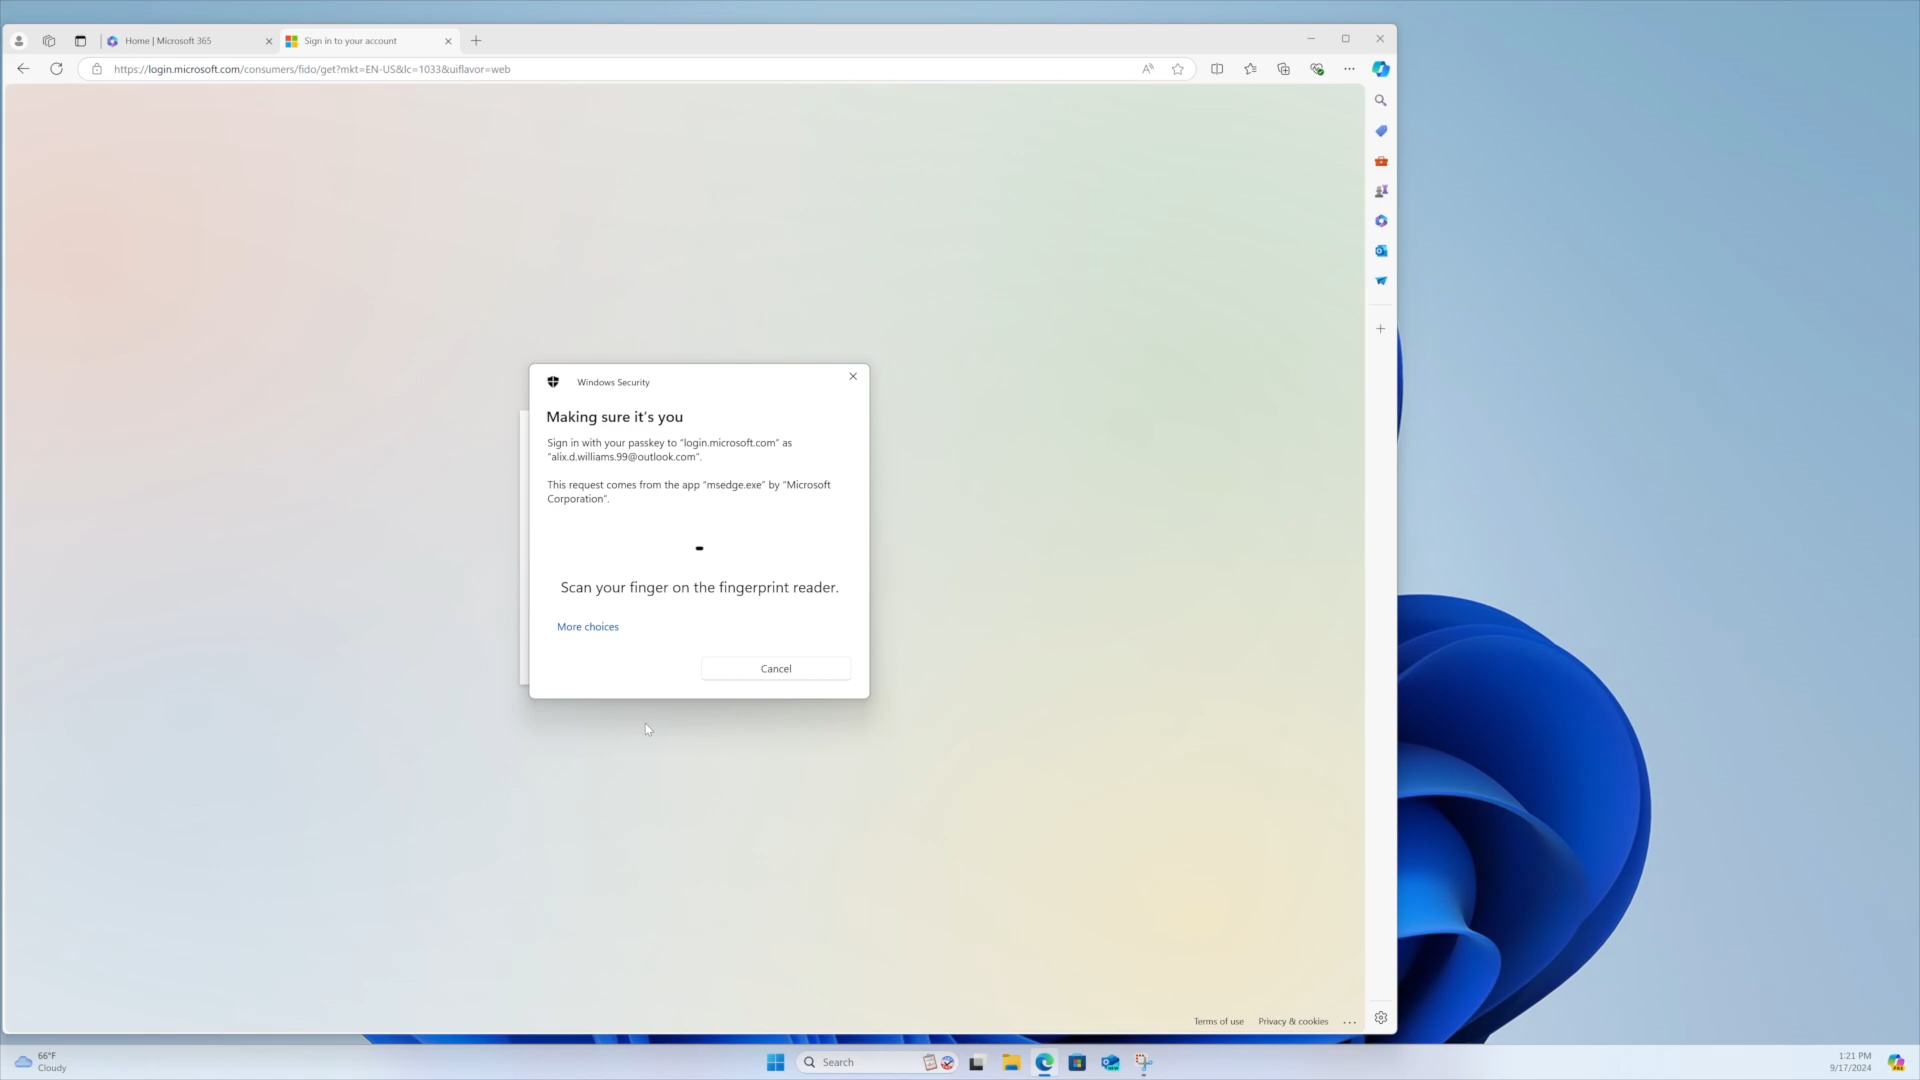 Home | Microsoft 365
Sign in to your account
https://login.microsoft.com/consumers/fido/get?mkt=EN-US&lc=1033&uiflavor=web
Windows Security
Making sure it's you
Sign in with your passkey to "login.microsoft.com" as
"alix.d.williams.99@outlook.com".
This request comes from the app "msedge.exe" by "Microsoft
Corporation".
Scan your finger on the fingerprint reader.
More choices
Cancel
Terms of use
Privacy & cookies
66°F
Cloudy
Search
1:21 PM
9/17/2024